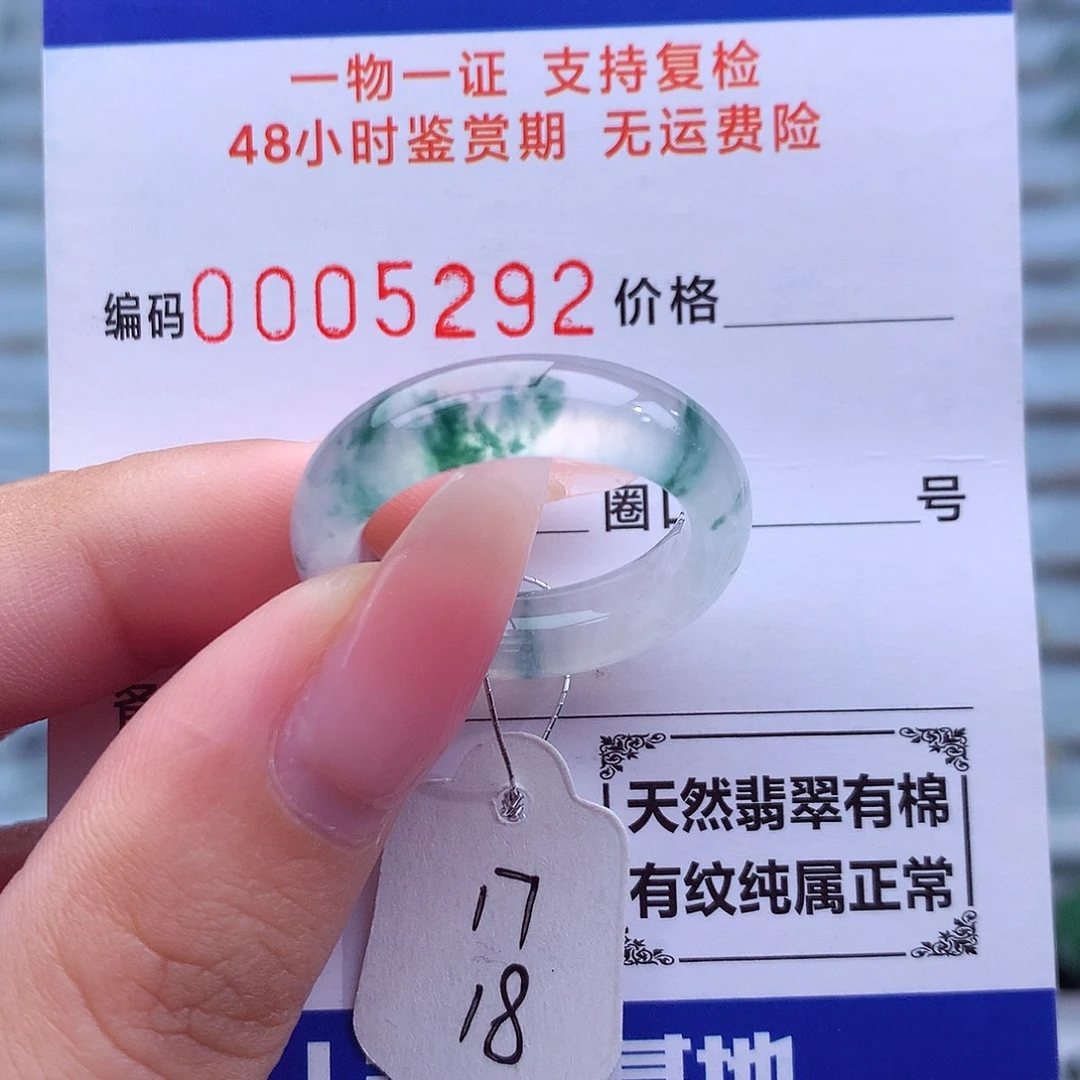 一物一证 支持复检
48小时鉴赏期 无运费险
编码0005292 价格
圈口 号
天然翡翠有棉
有纹纯属正常
17
18
基地